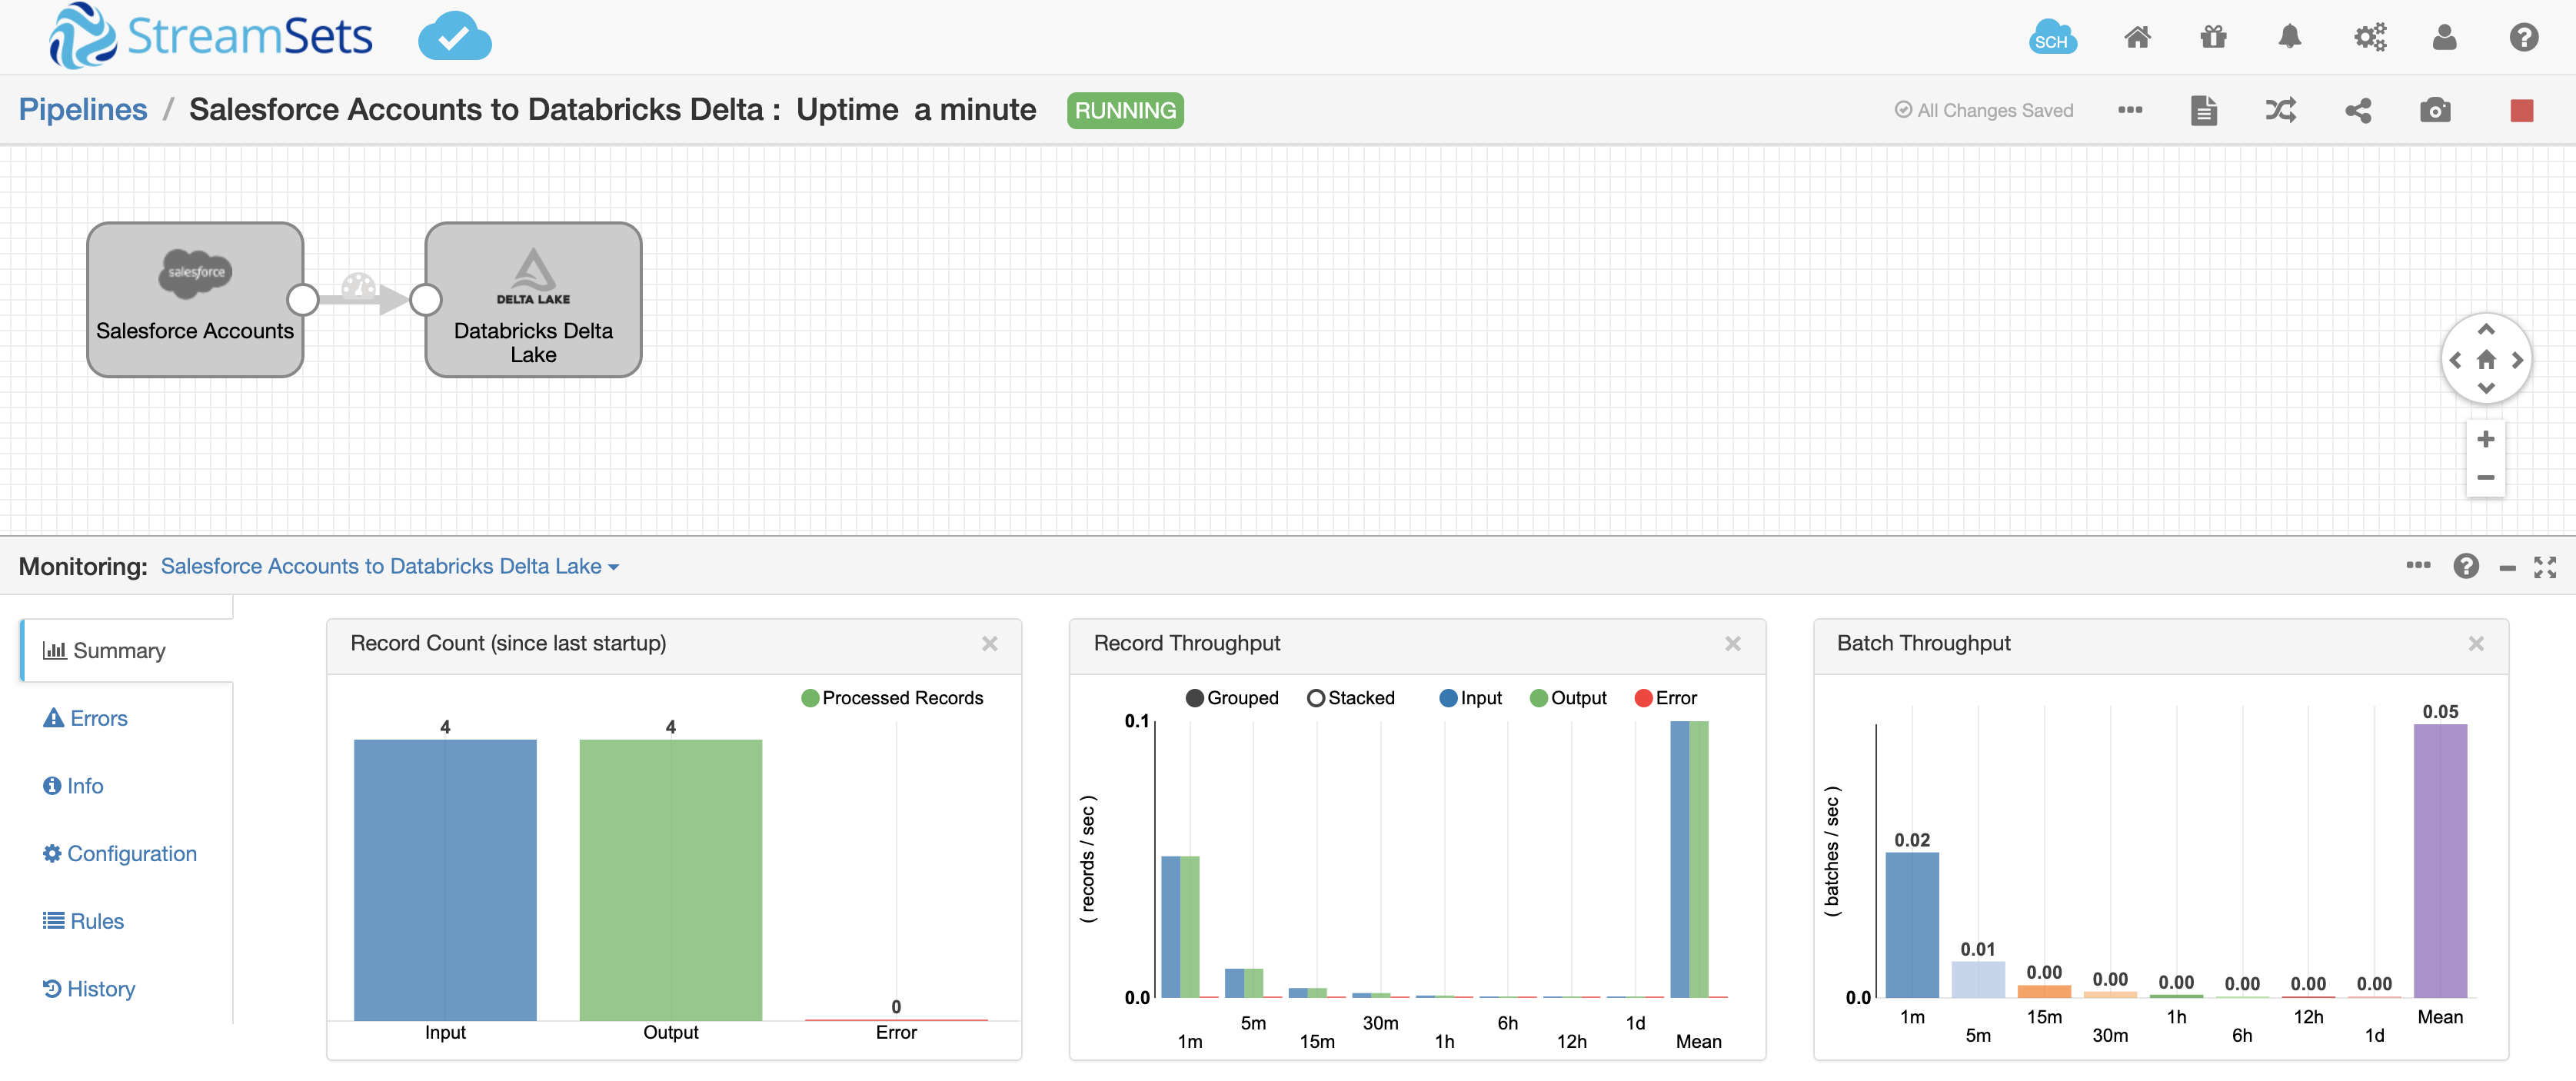 StreamSets
SCH
Pipelines / Salesforce Accounts to Databricks Delta : Uptime a minute RUNNING
All Changes Saved
salesforce
Salesforce Accounts
DELTA LAKE
Databricks Delta
Lake
Monitoring: Salesforce Accounts to Databricks Delta Lake
Summary
Errors
Info
Configuration
Rules
History
Record Count (since last startup)
Processed Records
4
4
0
Input
Output
Error
Record Throughput
Grouped Stacked Input Output Error
0.1
( records / sec )
0.0
1m
5m
15m
30m
1h
6h
12h
1d
Mean
Batch Throughput
( batches / sec )
0.0
0.02
0.01
0.00
0.00
0.00
0.00
0.00
0.00
0.05
1m
5m
15m
30m
1h
6h
12h
1d
Mean